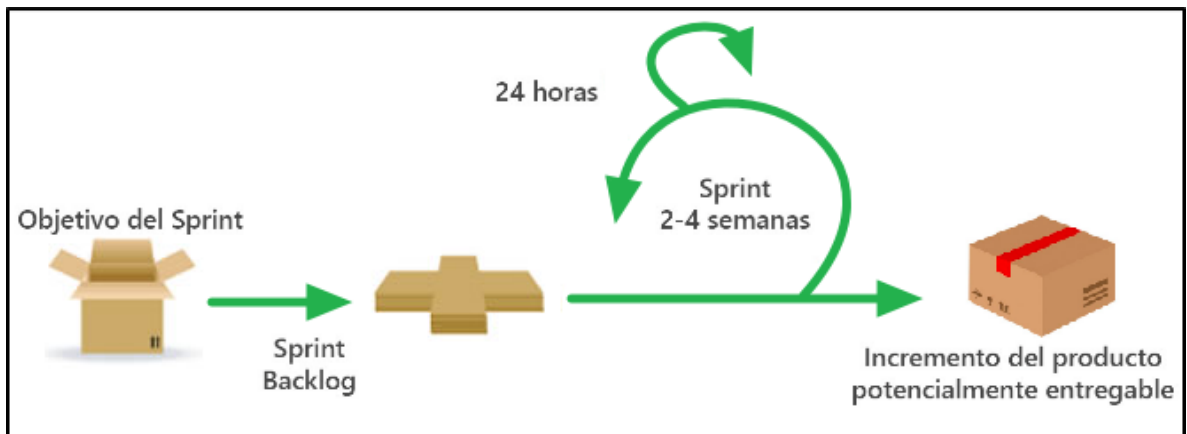 24 horas
Sprint
2-4 semanas
Objetivo del Sprint
Sprint
Backlog
Incremento del producto
potencialmente entregable